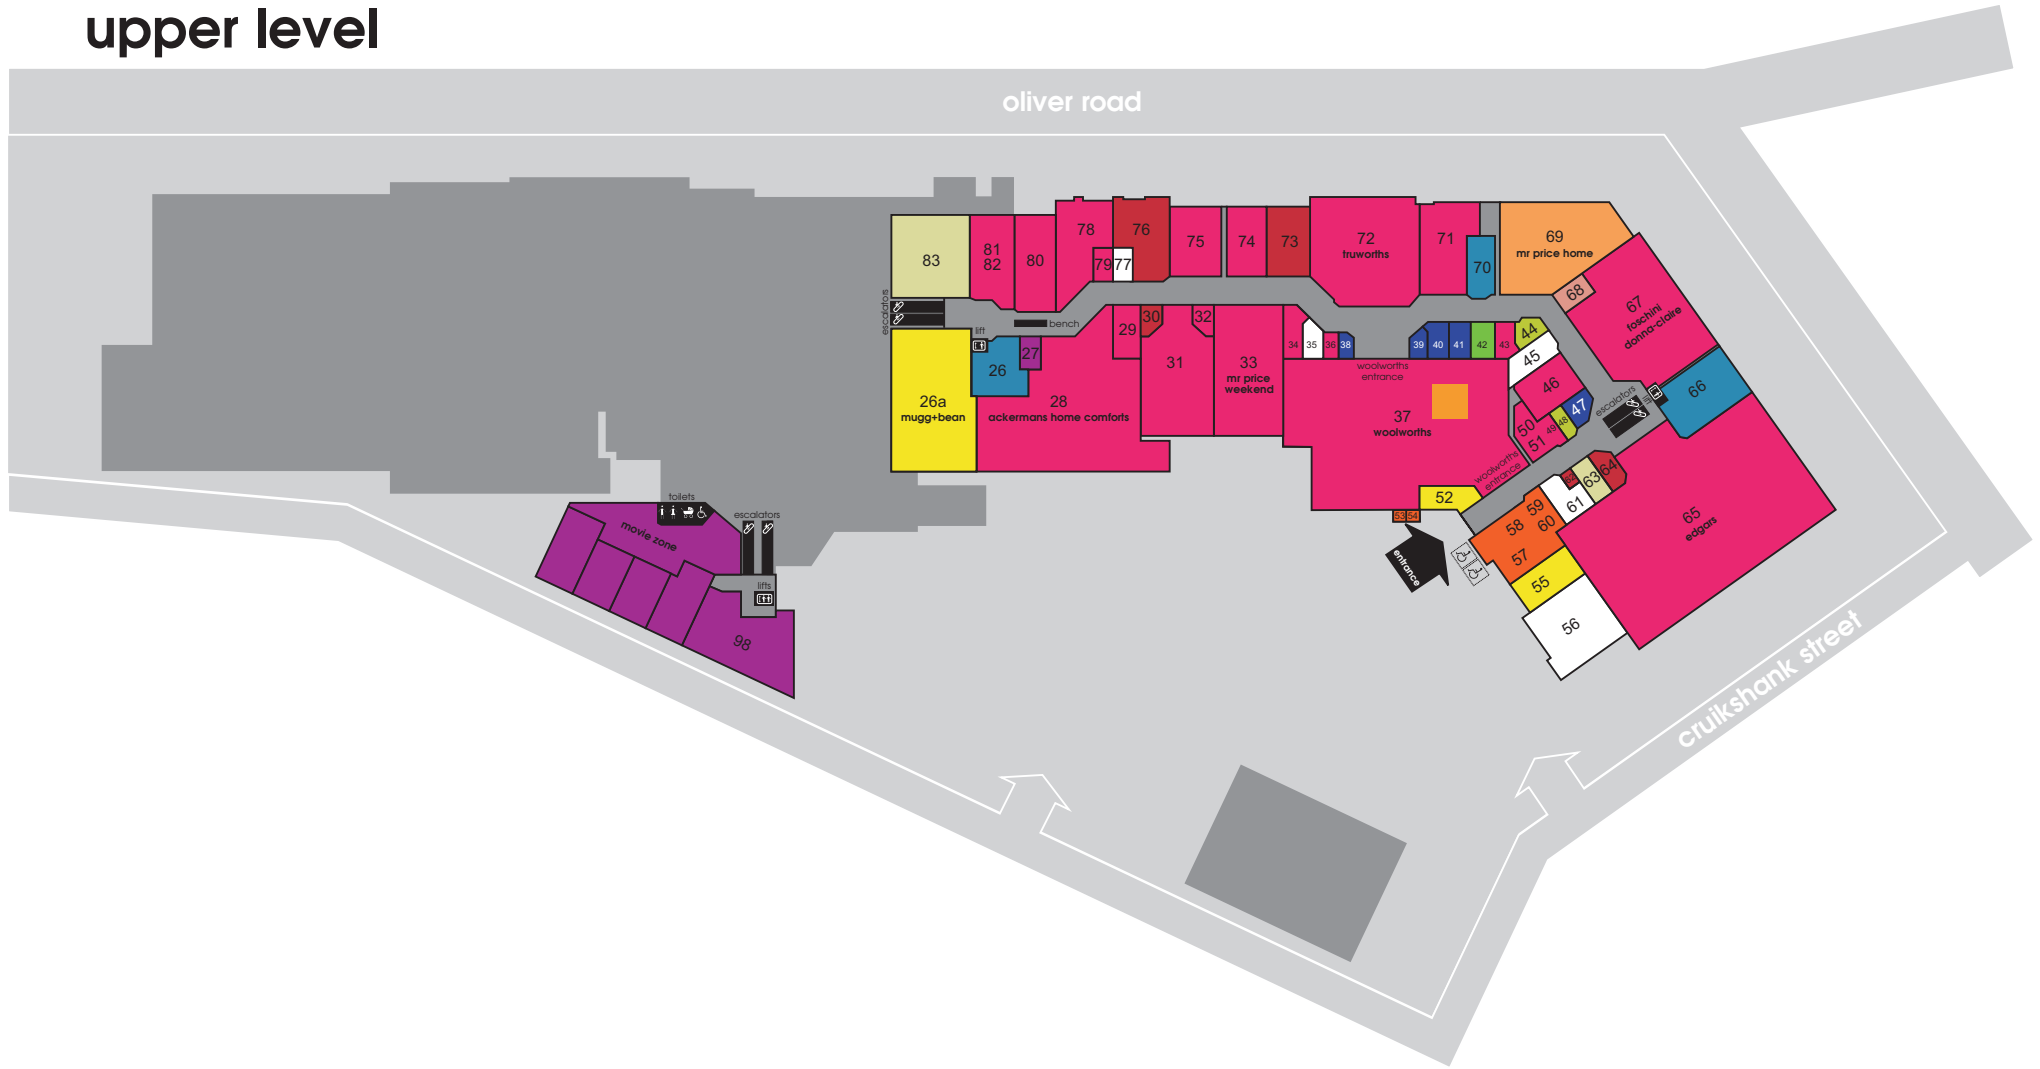 upper level
oliver road
83
81
82
80
78
79
77
76
75
74
73
72
truworths
71
70
69
mr price home
68
67
foschini
donna-claire
66
escalators
lift
bench
26a
mugg+bean
26
27
28
ackermans home comforts
29
30
31
32
33
mr price
weekend
34
35
36
38
woolworths
entrance
37
woolworths
39
40
41
42
43
44
45
46
47
48
49
50
51
escalators
lift
woolworths
entrance
52
53
54
entrance
55
56
57
58
59
60
61
62
63
64
65
edgars
toilets
movie zone
escalators
lifts
98
cruikshank street